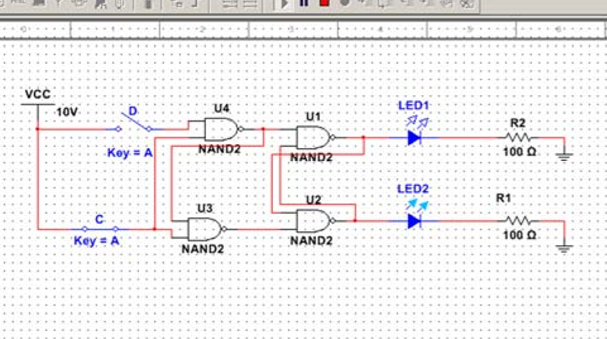 VCC
10V
D
Key = A
U4
NAND2
U1
NAND2
LED1
R2
100 Ω
C
Key = A
U3
NAND2
U2
NAND2
LED2
R1
100 Ω